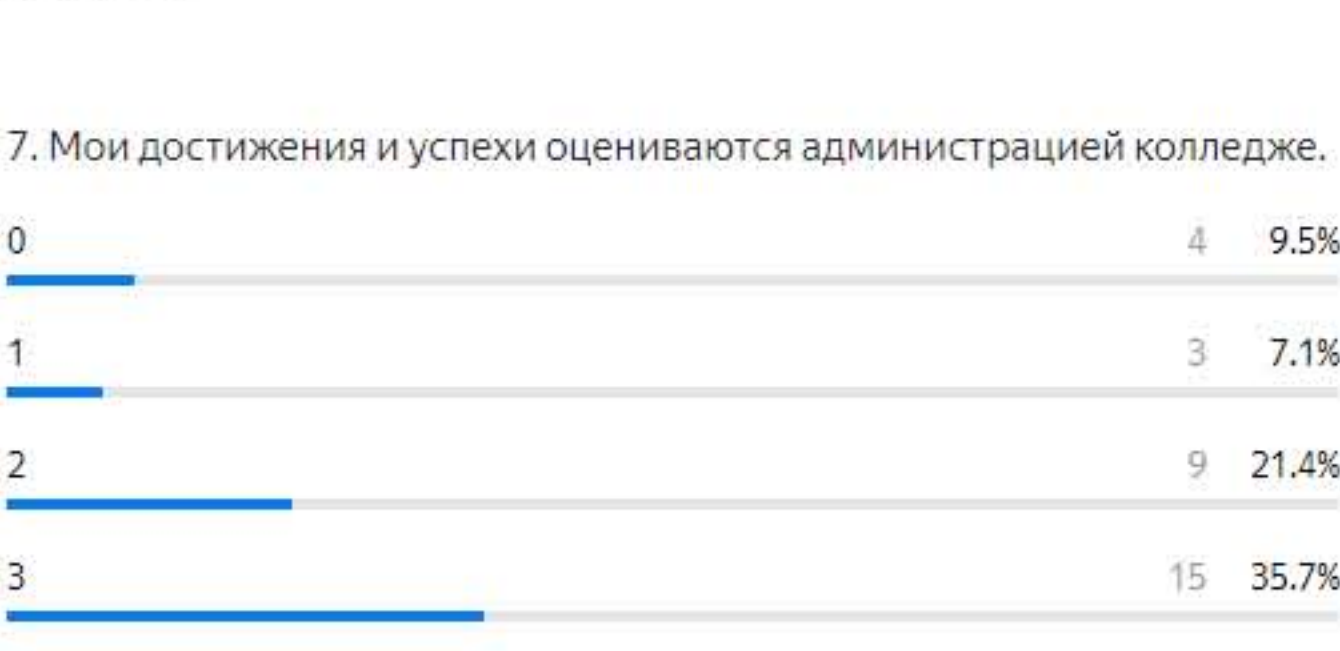 7. Мои достижения и успехи оцениваются администрацией колледже.
0 4 9.5%
1 3 7.1%
2 9 21.4%
3 15 35.7%